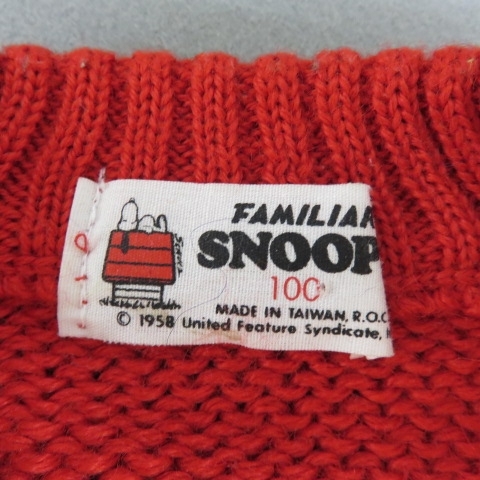 FAMILIAR
SNOOP
100
MADE IN TAIWAN, R.O.C
© 1958 United Feature Syndicate,